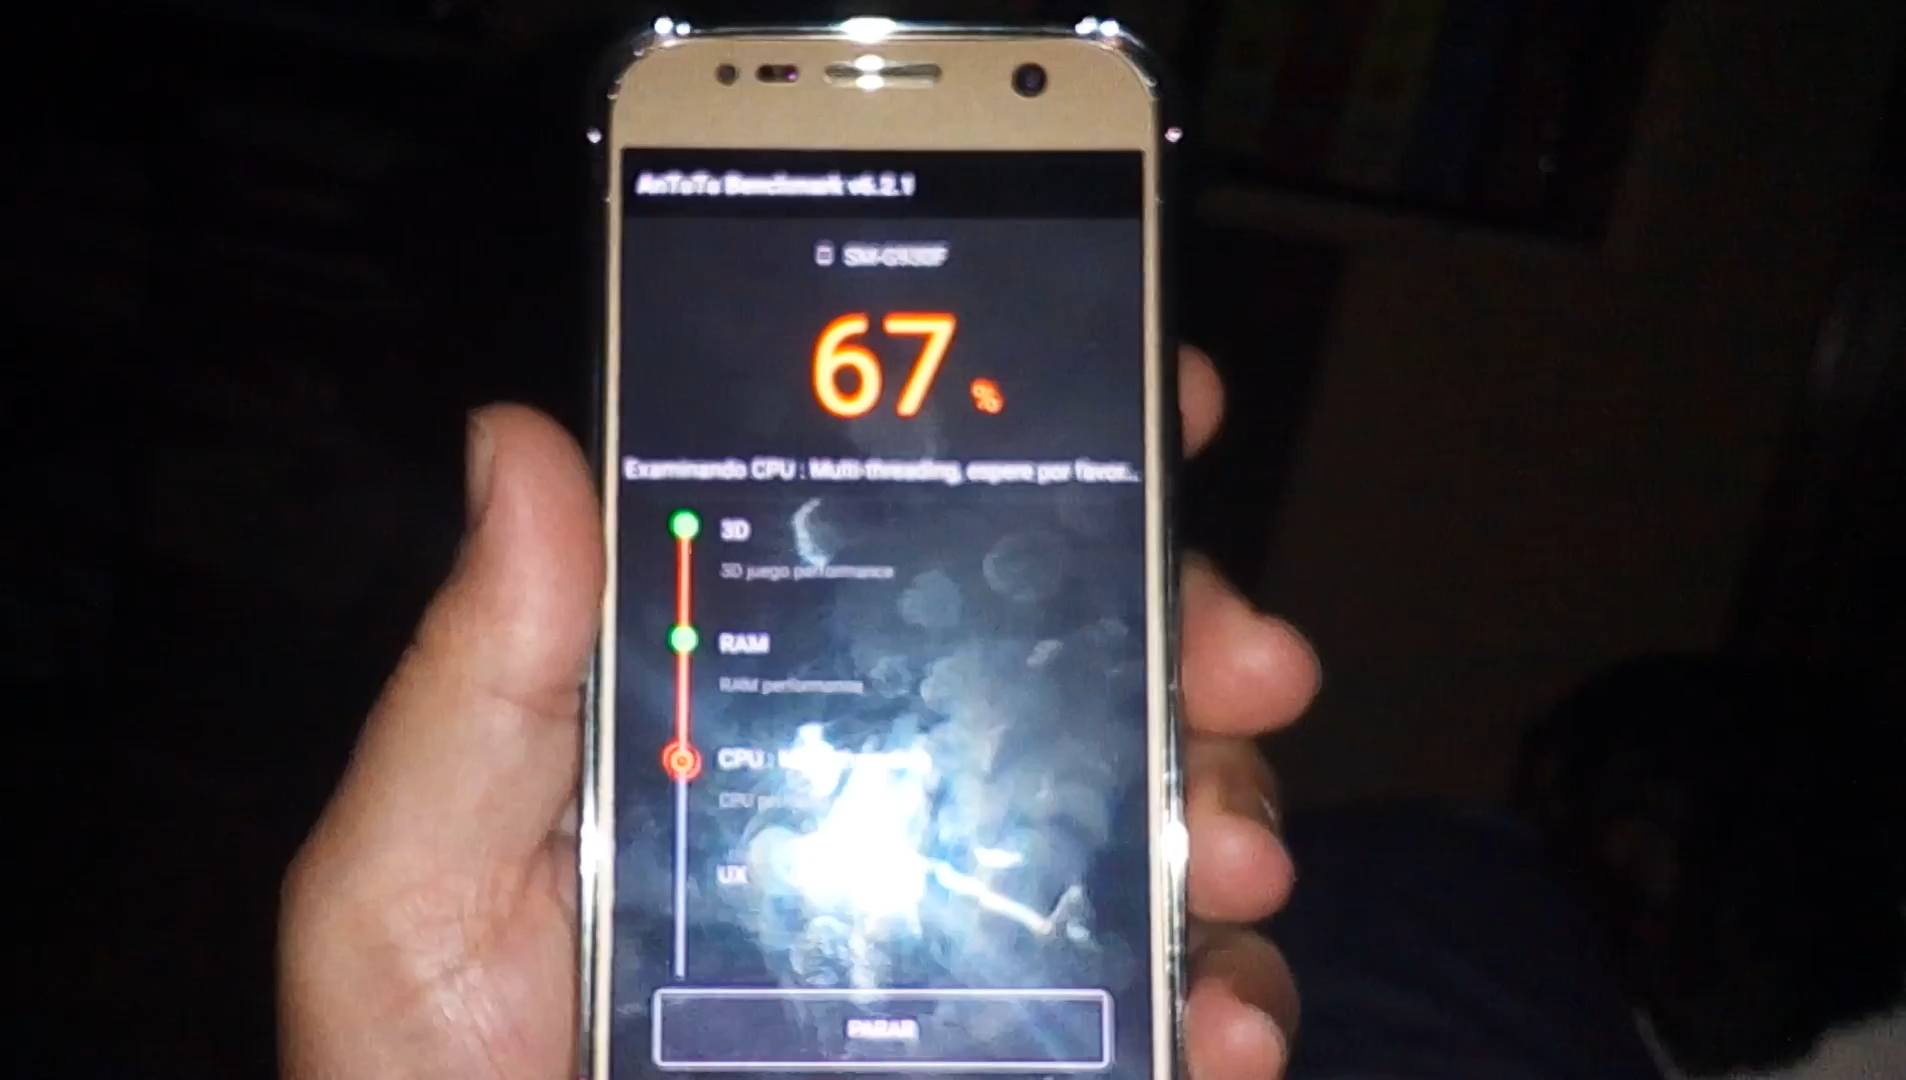 AnTuTu Benchmark v6.2.1
SM-G930F
67 %
Examinando CPU : Multi-threading, espere por favor...
3D
3D juego performance
RAM
RAM performance
CPU :
CPU
UX
PARAR